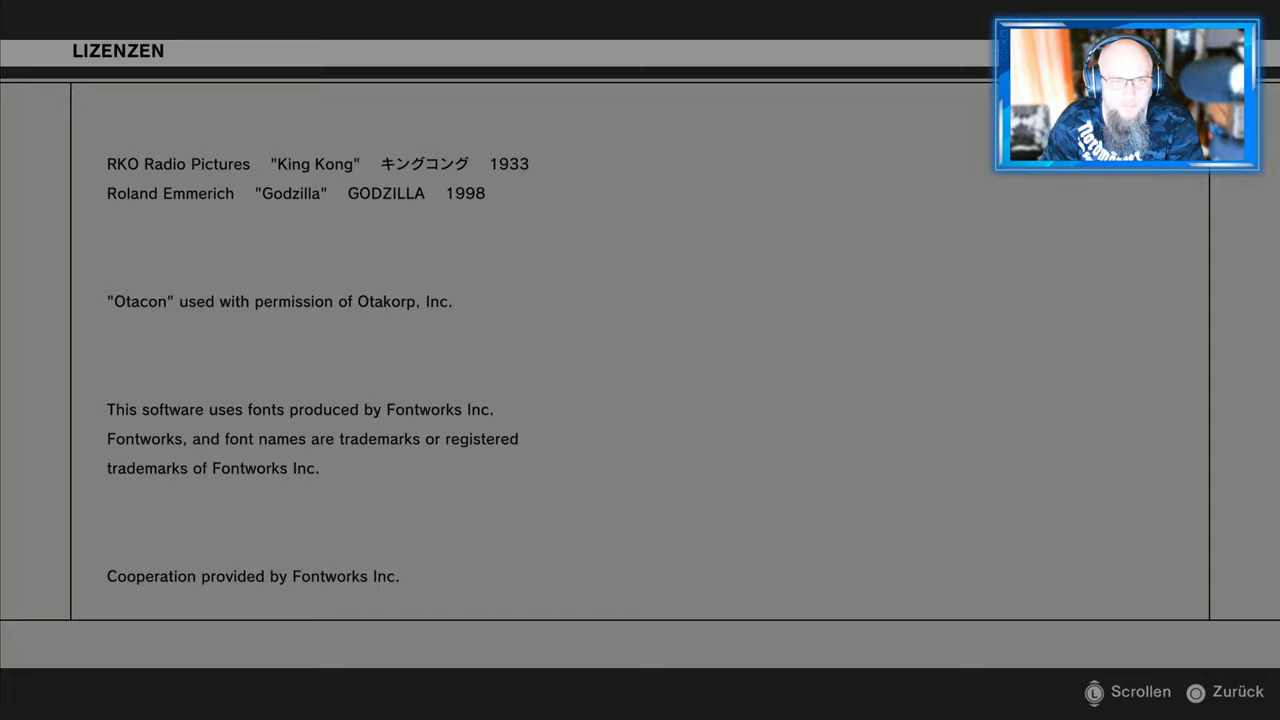 LIZENZEN
RKO Radio Pictures "King Kong" キングコング 1933
Roland Emmerich "Godzilla" GODZILLA 1998
"Otacon" used with permission of Otakorp, Inc.
This software uses fonts produced by Fontworks Inc.
Fontworks, and font names are trademarks or registered
trademarks of Fontworks Inc.
Cooperation provided by Fontworks Inc.
L Scrollen Zurück